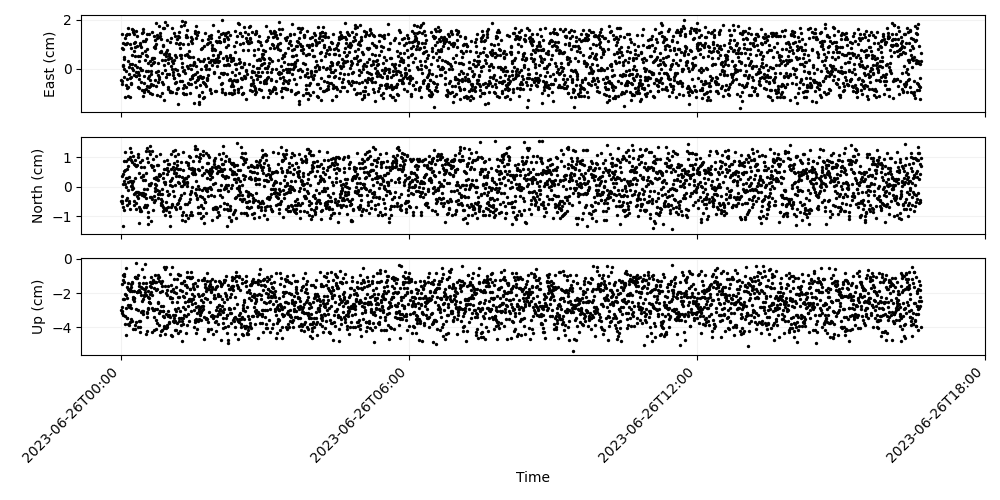 2
0
East (cm)
1
0
−1
North (cm)
0
−2
−4
Up (cm)
2023-06-26T00:00
2023-06-26T06:00
2023-06-26T12:00
2023-06-26T18:00
Time